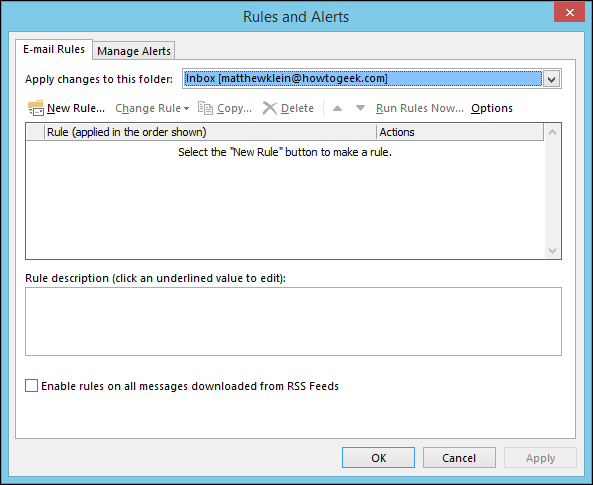 Rules and Alerts
E-mail Rules
Manage Alerts
Apply changes to this folder:
Inbox [matthewklein@howtogeek.com]
New Rule...
Change Rule
Copy...
Delete
Run Rules Now...
Options
Rule (applied in the order shown)
Actions
Select the "New Rule" button to make a rule.
Rule description (click an underlined value to edit):
Enable rules on all messages downloaded from RSS Feeds
OK
Cancel
Apply